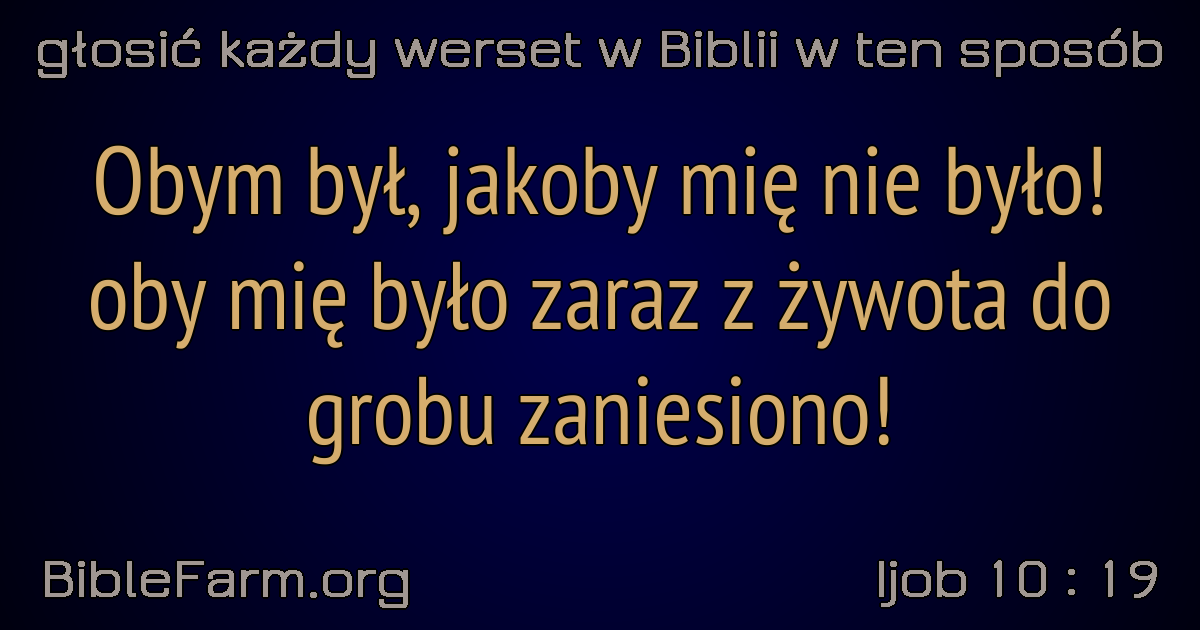 głosić każdy werset w Biblii w ten sposób
Obym był, jakoby mię nie było!
oby mię było zaraz z żywota do
grobu zaniesiono!
BibleFarm.org
Ijob 10 : 19